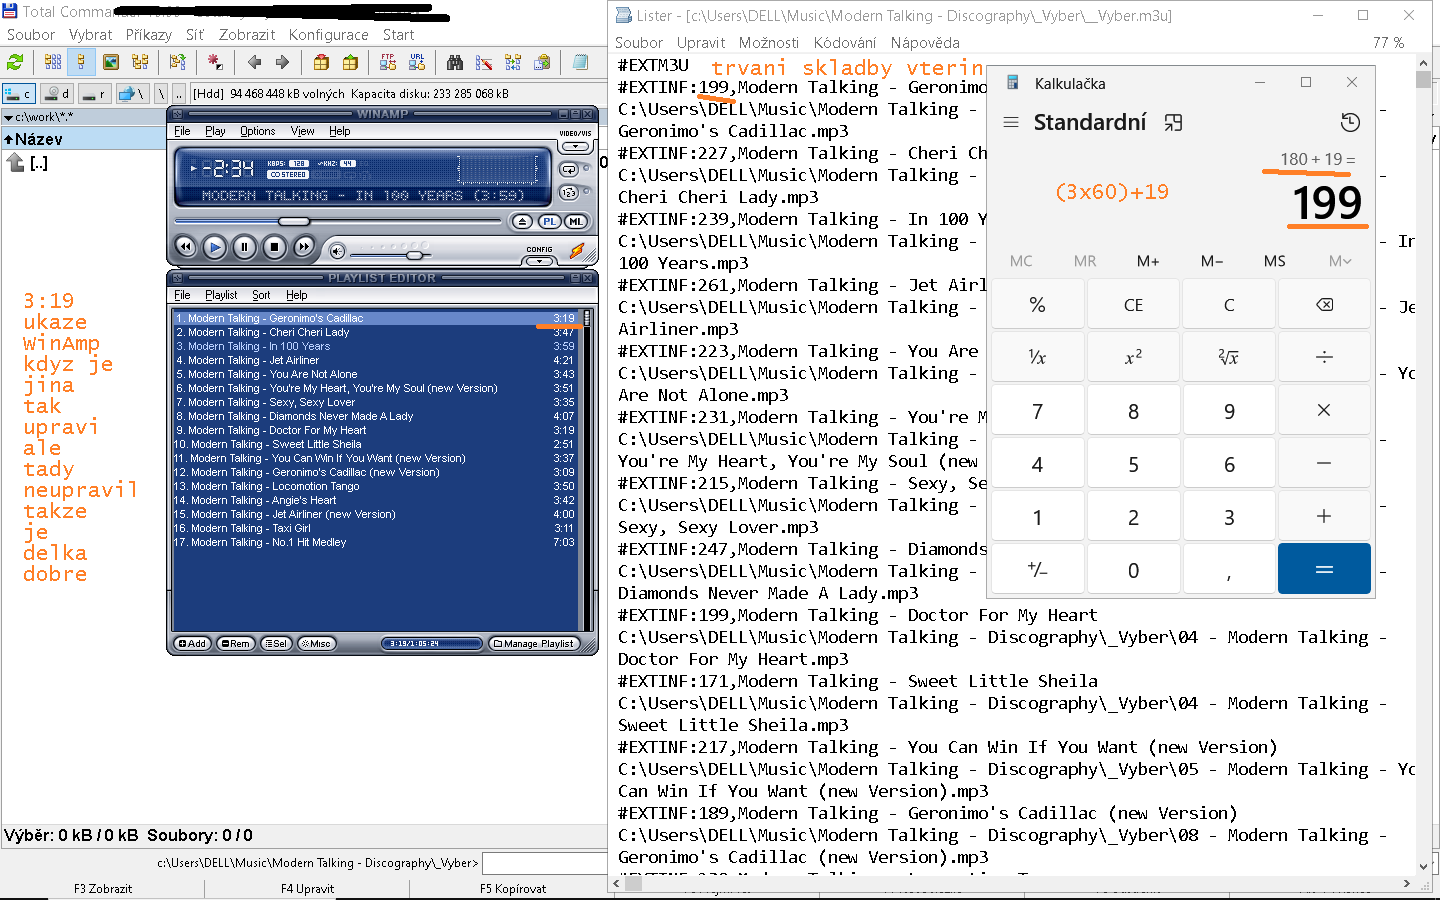 Total Comman
Soubor Vybrat Příkazy Síť Zobrazit Konfigurace Start
FTP URL
c d r \ \ .. [Hdd] 94 468 448 kB volných Kapacita disku: 233 285 068 kB
c:\work\*.*
Název
[..]
3:19
ukaze
WinAmp
kdyz je
jina
tak
upravi
ale
tady
neupravil
takze
je
delka
dobre
Výběr: 0 kB / 0 kB Soubory: 0 / 0
c:\Users\DELL\Music\Modern Talking - Discography\_Vyber>
F3 Zobrazit F4 Upravit F5 Kopírovat
WINAMP
File Play Options View Help
VIDEO/VIS
-2:34 KBPS: 128 KHZ: 44
STEREO
MODERN TALKING - IN 100 YEARS (3:59)
123
PL ML
CONFIG
PLAYLIST EDITOR
File Playlist Sort Help
1. Modern Talking - Geronimo's Cadillac 3:19
2. Modern Talking - Cheri Cheri Lady 3:47
3. Modern Talking - In 100 Years 3:59
4. Modern Talking - Jet Airliner 4:21
5. Modern Talking - You Are Not Alone 3:43
6. Modern Talking - You're My Heart, You're My Soul (new Version) 3:51
7. Modern Talking - Sexy, Sexy Lover 3:35
8. Modern Talking - Diamonds Never Made A Lady 4:07
9. Modern Talking - Doctor For My Heart 3:19
10. Modern Talking - Sweet Little Sheila 2:51
11. Modern Talking - You Can Win If You Want (new Version) 3:37
12. Modern Talking - Geronimo's Cadillac (new Version) 3:09
13. Modern Talking - Locomotion Tango 3:50
14. Modern Talking - Angie's Heart 3:42
15. Modern Talking - Jet Airliner (new Version) 4:00
16. Modern Talking - Taxi Girl 3:11
17. Modern Talking - No.1 Hit Medley 7:03
Add Rem Sel Misc 3:19/1:05:24 Manage Playlist
Lister - [c:\Users\DELL\Music\Modern Talking - Discography\_Vyber\__Vyber.m3u]
Soubor Upravit Možnosti Kódování Nápověda 77 %
#EXTM3U trvani skladby vterin
#EXTINF:199,Modern Talking - Geronimo
C:\Users\DELL\Music\Modern Talking - -
Geronimo's Cadillac.mp3
#EXTINF:227,Modern Talking - Cheri Ch
C:\Users\DELL\Music\Modern Talking - -
Cheri Cheri Lady.mp3
#EXTINF:239,Modern Talking - In 100 Y
C:\Users\DELL\Music\Modern Talking - - In
100 Years.mp3
#EXTINF:261,Modern Talking - Jet Airl
C:\Users\DELL\Music\Modern Talking - - Je
Airliner.mp3
#EXTINF:223,Modern Talking - You Are
C:\Users\DELL\Music\Modern Talking - - Yo
Are Not Alone.mp3
#EXTINF:231,Modern Talking - You're M
C:\Users\DELL\Music\Modern Talking - -
You're My Heart, You're My Soul (new
#EXTINF:215,Modern Talking - Sexy, Se
C:\Users\DELL\Music\Modern Talking - -
Sexy, Sexy Lover.mp3
#EXTINF:247,Modern Talking - Diamonds
C:\Users\DELL\Music\Modern Talking - -
Diamonds Never Made A Lady.mp3
#EXTINF:199,Modern Talking - Doctor For My Heart
C:\Users\DELL\Music\Modern Talking - Discography\_Vyber\04 - Modern Talking -
Doctor For My Heart.mp3
#EXTINF:171,Modern Talking - Sweet Little Sheila
C:\Users\DELL\Music\Modern Talking - Discography\_Vyber\04 - Modern Talking -
Sweet Little Sheila.mp3
#EXTINF:217,Modern Talking - You Can Win If You Want (new Version)
C:\Users\DELL\Music\Modern Talking - Discography\_Vyber\05 - Modern Talking - Yo
Can Win If You Want (new Version).mp3
#EXTINF:189,Modern Talking - Geronimo's Cadillac (new Version)
C:\Users\DELL\Music\Modern Talking - Discography\_Vyber\08 - Modern Talking -
Geronimo's Cadillac (new Version).mp3
Kalkulačka
Standardní
180 + 19 =
(3x60)+19
199
MC MR M+ M− MS M
% CE C
1/x x² ²√x ÷
7 8 9 ×
4 5 6 −
1 2 3 +
+/− 0 , =